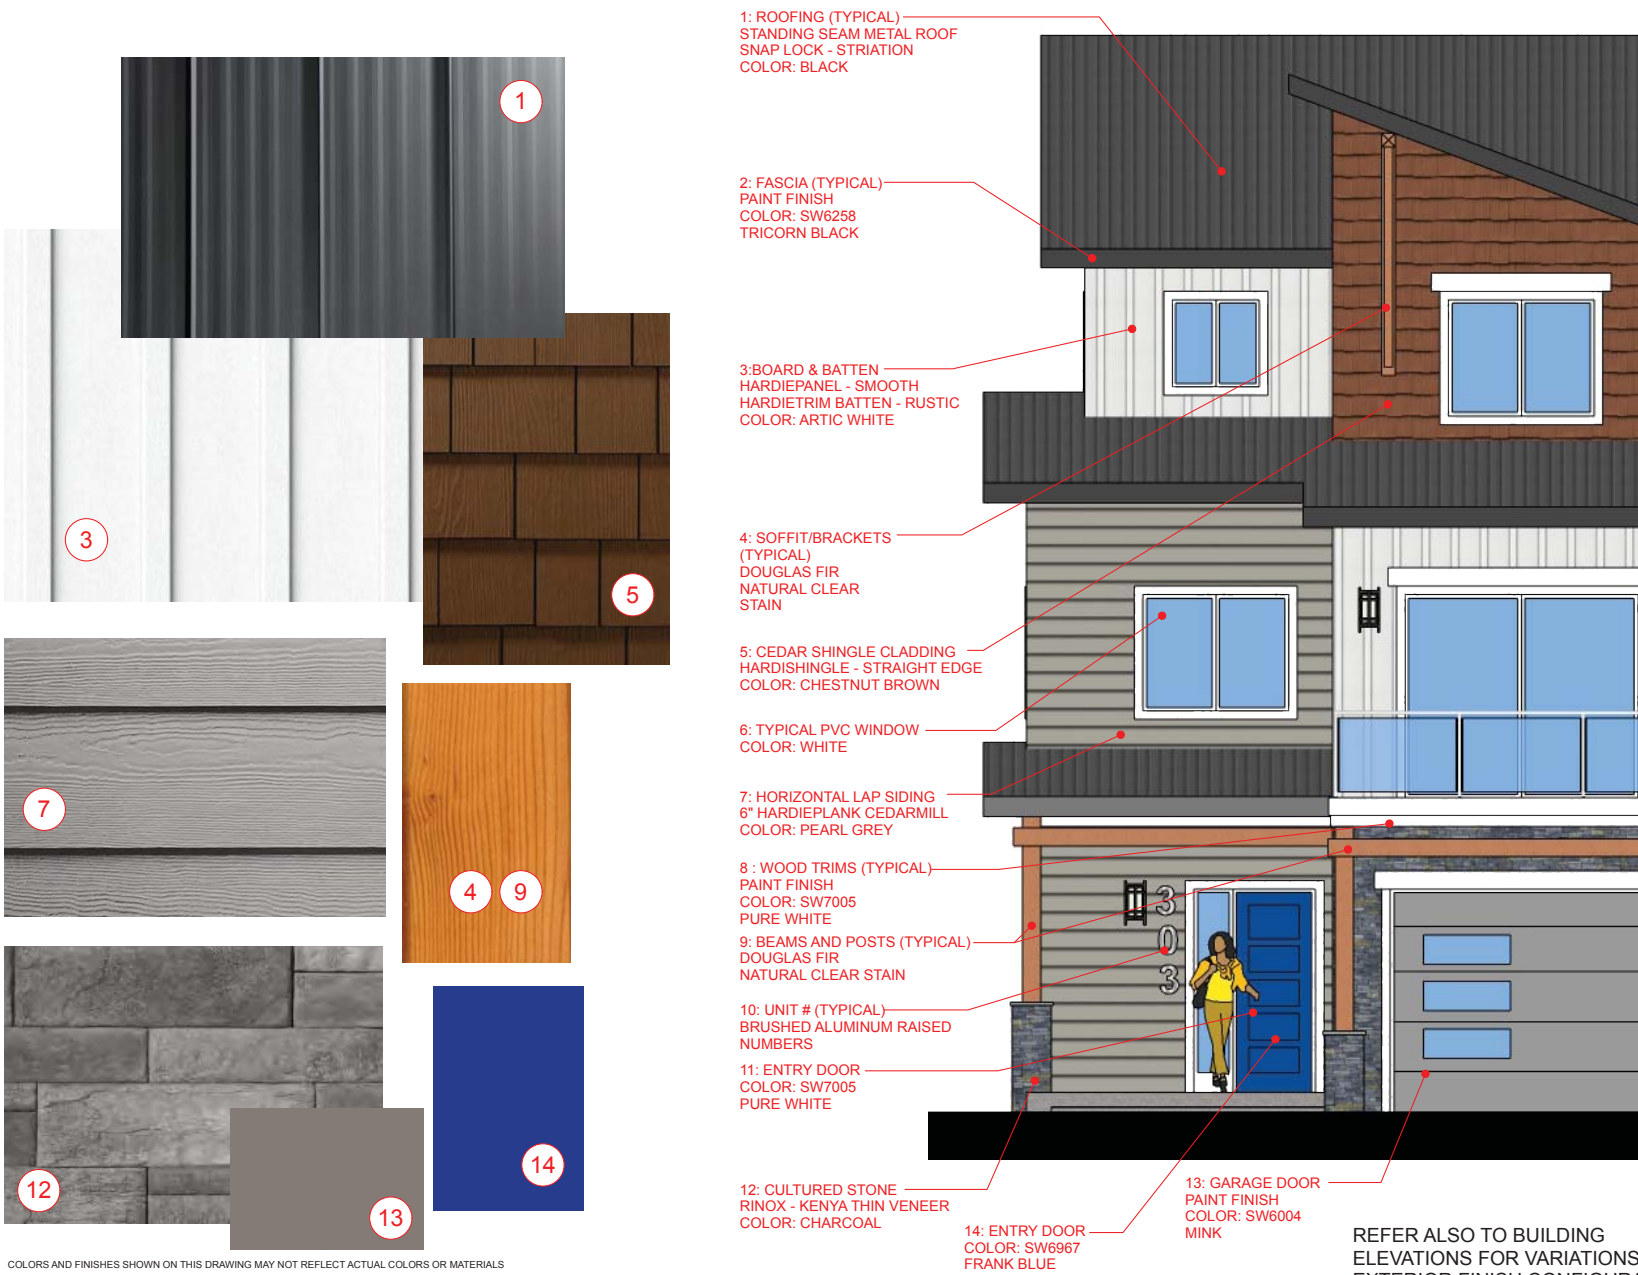 1: ROOFING (TYPICAL)
STANDING SEAM METAL ROOF
SNAP LOCK - STRIATION
COLOR: BLACK
2: FASCIA (TYPICAL)
PAINT FINISH
COLOR: SW6258
TRICORN BLACK
3:BOARD & BATTEN
HARDIEPANEL - SMOOTH
HARDIETRIM BATTEN - RUSTIC
COLOR: ARTIC WHITE
4: SOFFIT/BRACKETS
(TYPICAL)
DOUGLAS FIR
NATURAL CLEAR
STAIN
5: CEDAR SHINGLE CLADDING
HARDISHINGLE - STRAIGHT EDGE
COLOR: CHESTNUT BROWN
6: TYPICAL PVC WINDOW
COLOR: WHITE
7: HORIZONTAL LAP SIDING
6" HARDIEPLANK CEDARMILL
COLOR: PEARL GREY
8 : WOOD TRIMS (TYPICAL)
PAINT FINISH
COLOR: SW7005
PURE WHITE
9: BEAMS AND POSTS (TYPICAL)
DOUGLAS FIR
NATURAL CLEAR STAIN
10: UNIT # (TYPICAL)
BRUSHED ALUMINUM RAISED
NUMBERS
11: ENTRY DOOR
COLOR: SW7005
PURE WHITE
12: CULTURED STONE
RINOX - KENYA THIN VENEER
COLOR: CHARCOAL
14: ENTRY DOOR
COLOR: SW6967
FRANK BLUE
13: GARAGE DOOR
PAINT FINISH
COLOR: SW6004
MINK
REFER ALSO TO BUILDING
ELEVATIONS FOR VARIATIONS
1
3
5
7
4 9
12
13
14
3
0
3
COLORS AND FINISHES SHOWN ON THIS DRAWING MAY NOT REFLECT ACTUAL COLORS OR MATERIALS